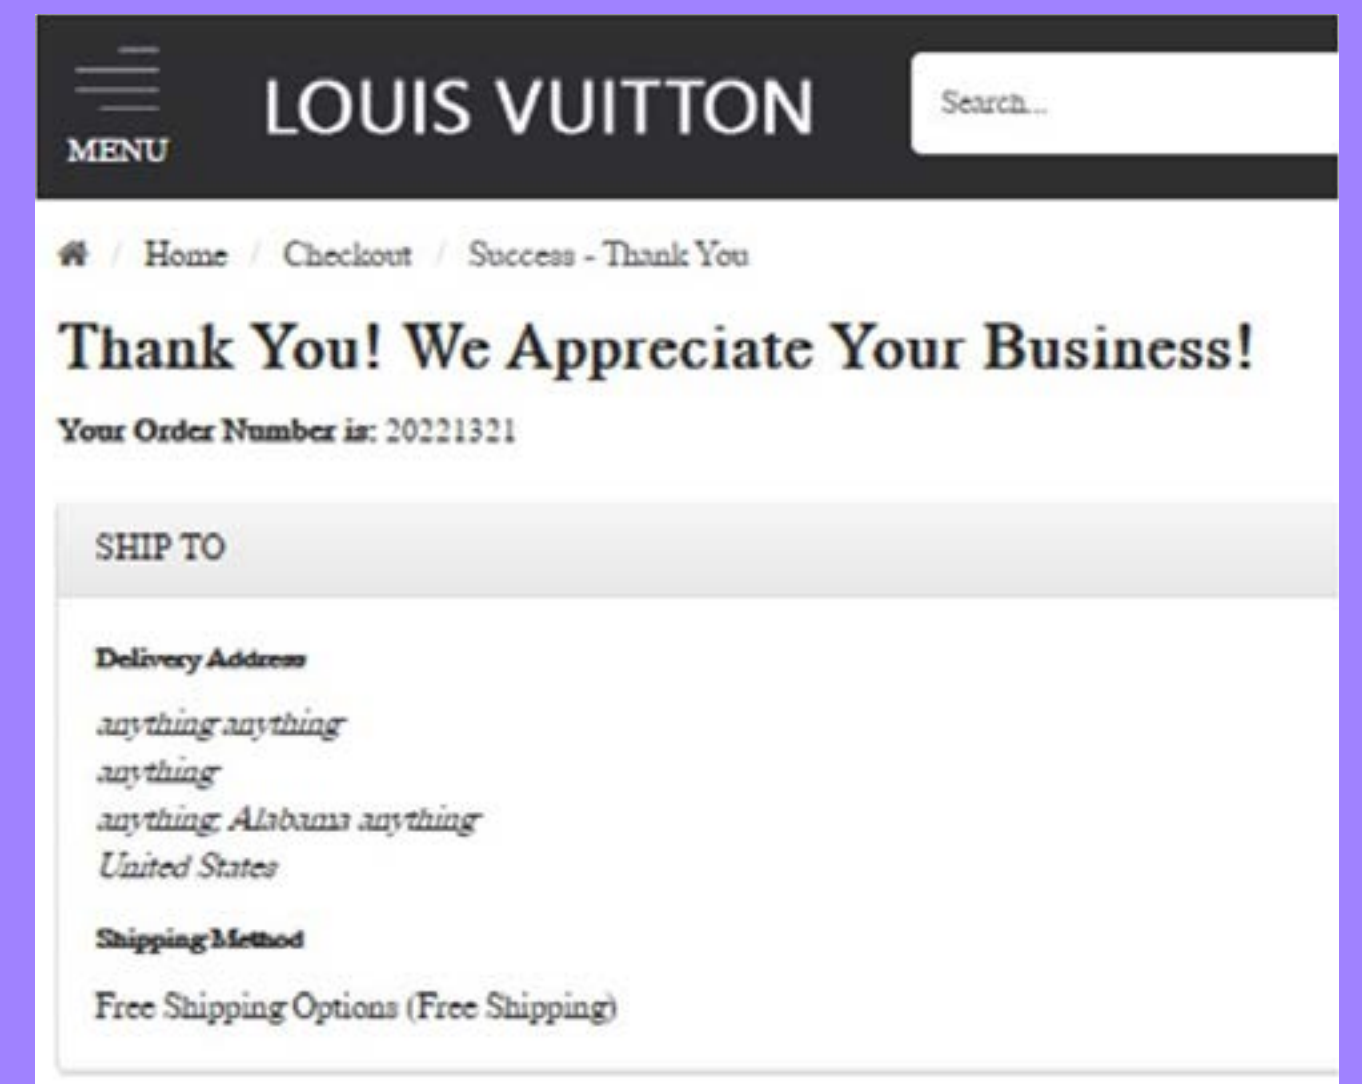 LOUIS VUITTON
Search...
MENU
/ Home / Checkout / Success - Thank You
Thank You! We Appreciate Your Business!
Your Order Number is: 20221321
SHIP TO
Delivery Address
anything anything
anything
anything, Alabama anything
United States
Shipping Method
Free Shipping Options (Free Shipping)